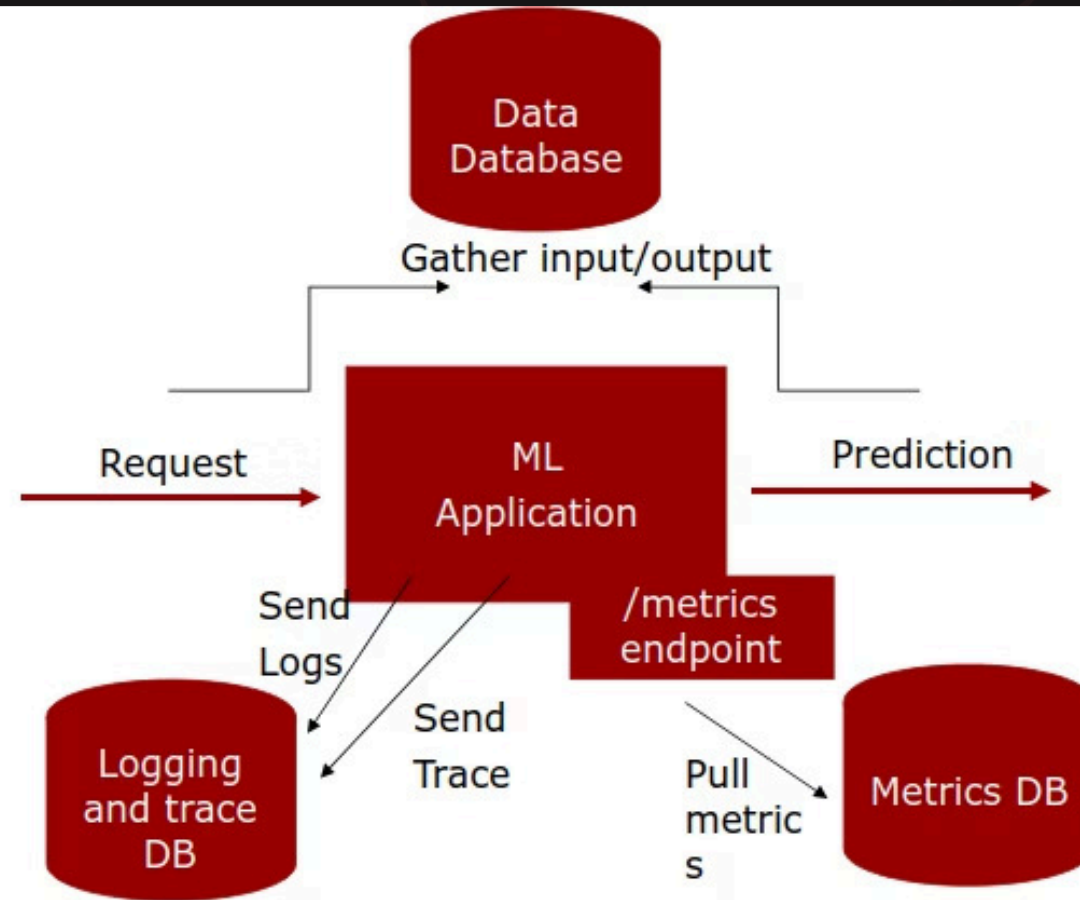 Data
Database
Gather input/output
Request
ML
Application
Prediction
Send
Logs
/metrics
endpoint
Send
Trace
Logging
and trace
DB
Pull
metric
s
Metrics DB